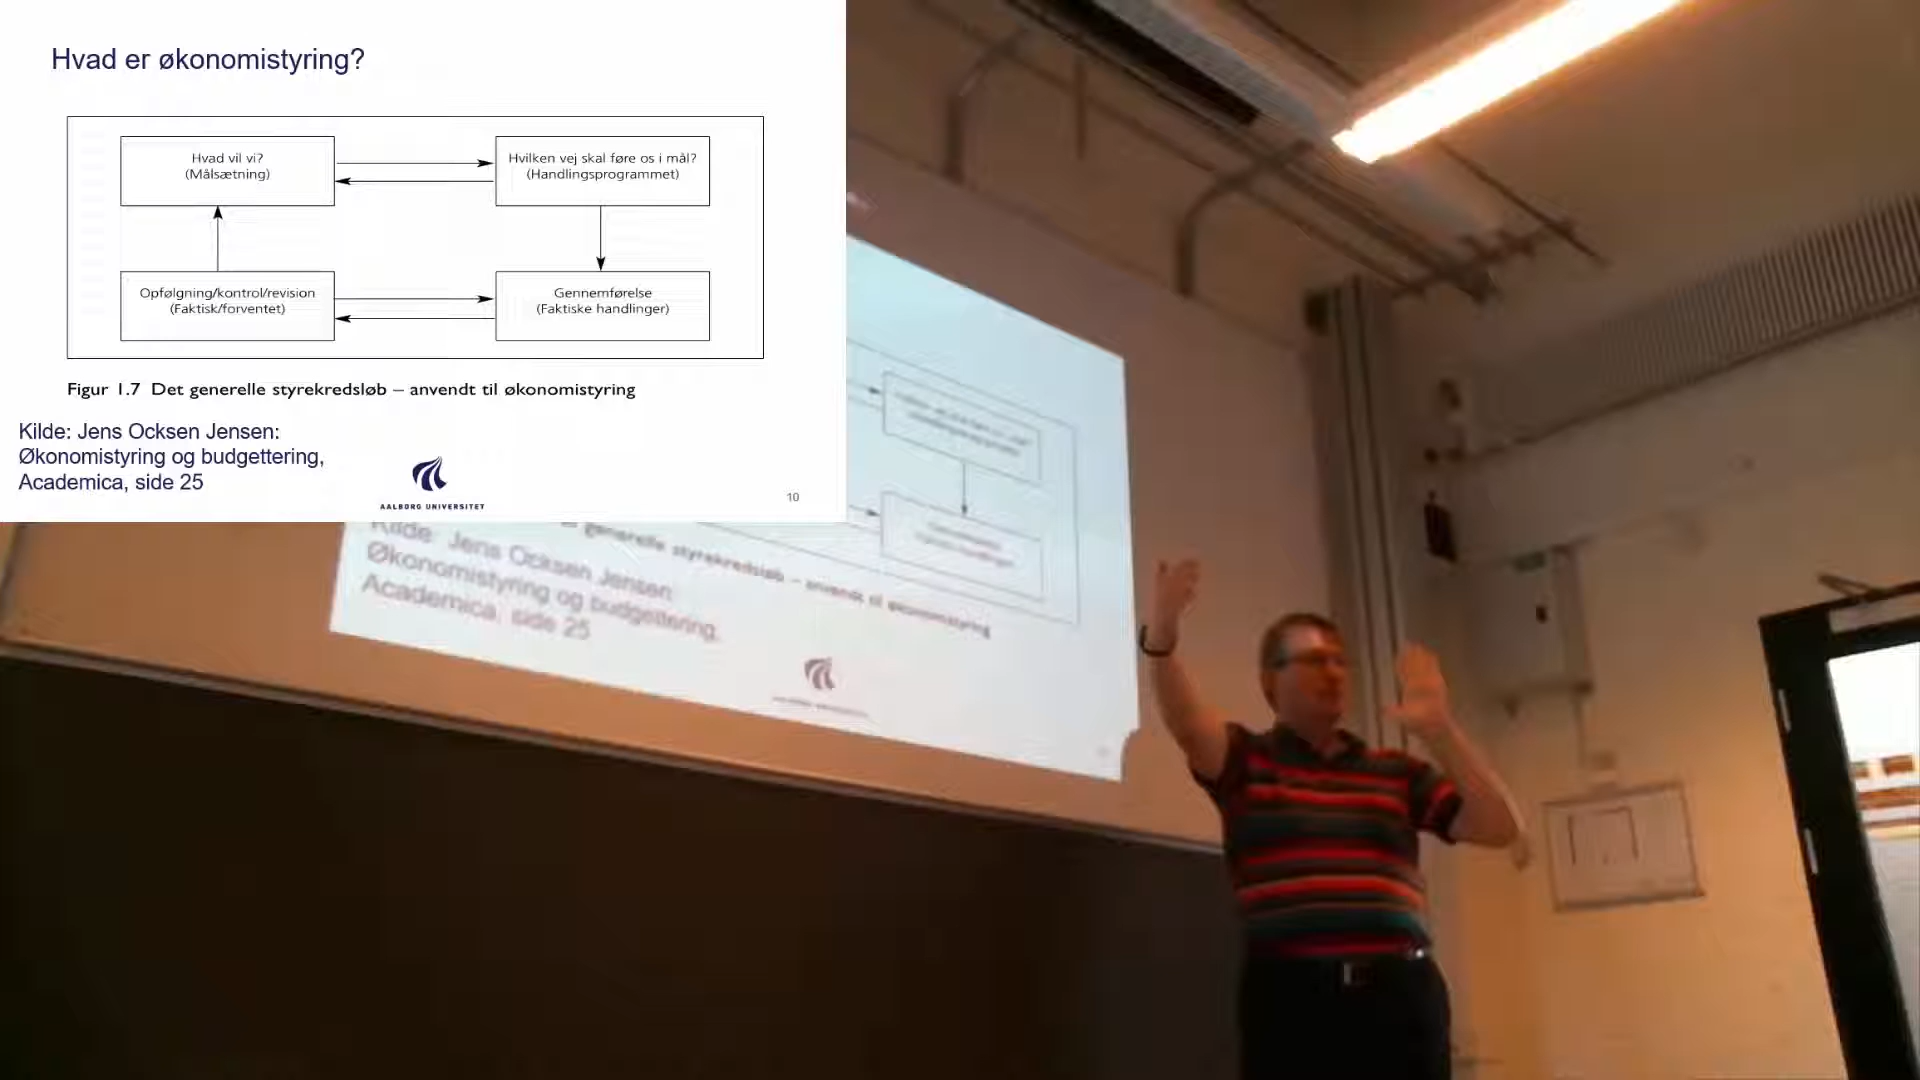 Hvad er økonomistyring?
Hvad vil vi?
(Målsætning)
Hvilken vej skal føre os i mål?
(Handlingsprogrammet)
Opfølgning/kontrol/revision
(Faktisk/forventet)
Gennemførelse
(Faktiske handlinger)
Figur 1.7 Det generelle styrekredsløb – anvendt til økonomistyring
Kilde: Jens Ocksen Jensen:
Økonomistyring og budgettering,
Academica, side 25
AALBORG UNIVERSITET
10
generelle styrekredsløb – anvendt til økonomistyring
Kilde: Jens Ocksen Jensen:
Økonomistyring og budgettering,
Academica, side 25